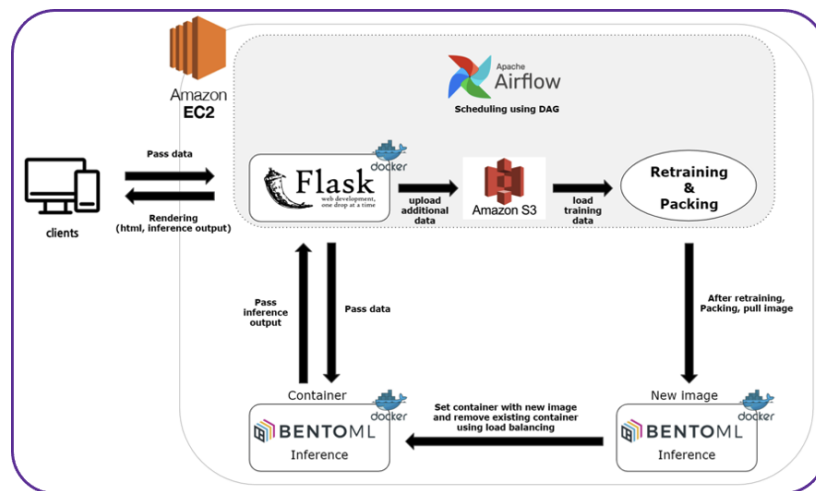 Amazon
EC2
Apache
Airflow
Scheduling using DAG
Pass data
Rendering
(html, inference output)
clients
docker
Flask
web development,
one drop at a time
upload
additional
data
Amazon S3
load
training
data
Retraining
&
Packing
Pass
inference
output
Pass data
After retraining,
Packing, pull image
Container
docker
BENTOML
Inference
Set container with new image
and remove existing container
using load balancing
New image
docker
BENTOML
Inference